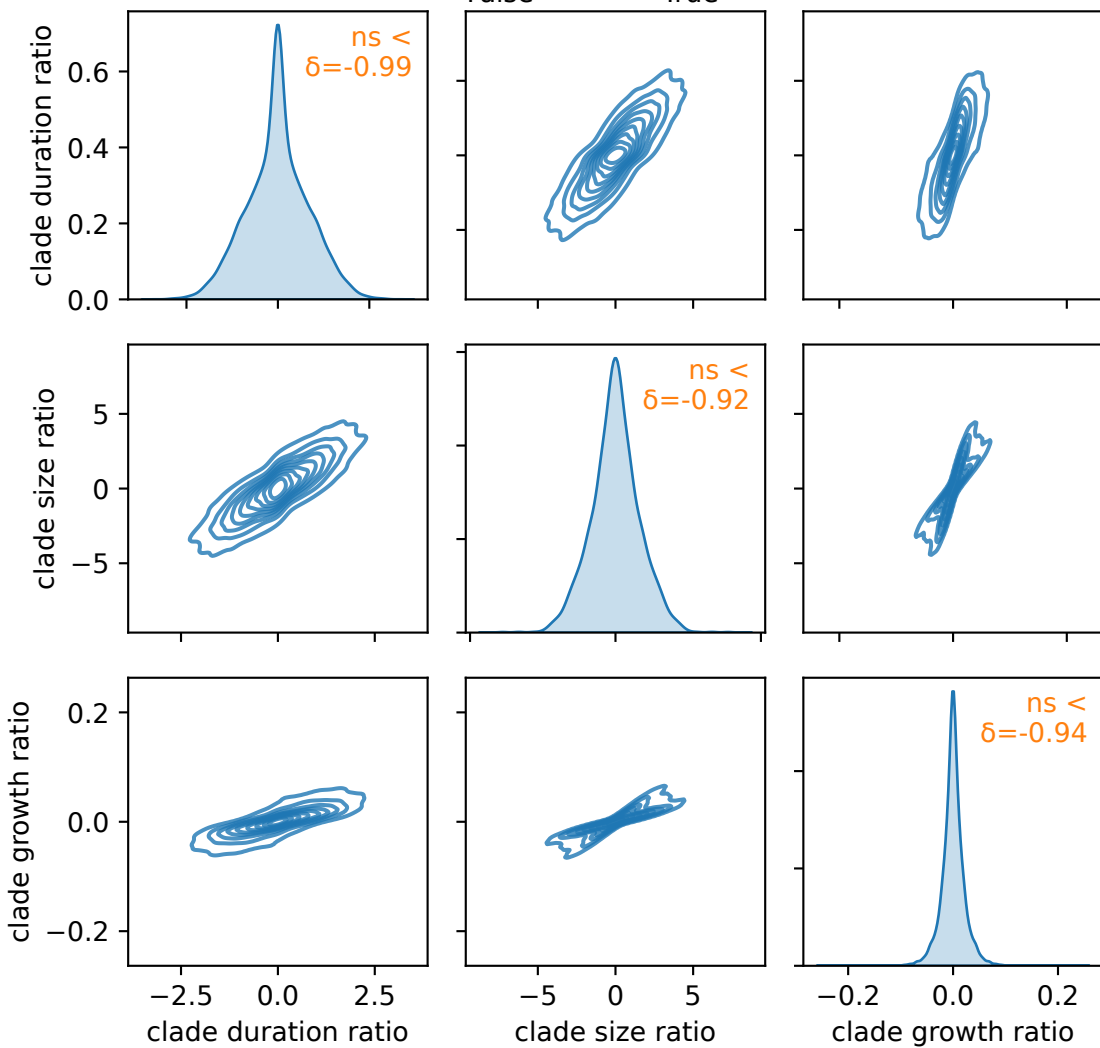 clade duration ratio
0.6
0.4
0.2
0.0
ns <
δ=-0.99
clade size ratio
5
0
−5
ns <
δ=-0.92
clade growth ratio
0.2
0.0
−0.2
ns <
δ=-0.94
−2.5 0.0 2.5
−5 0 5
−0.2 0.0 0.2
clade duration ratio
clade size ratio
clade growth ratio